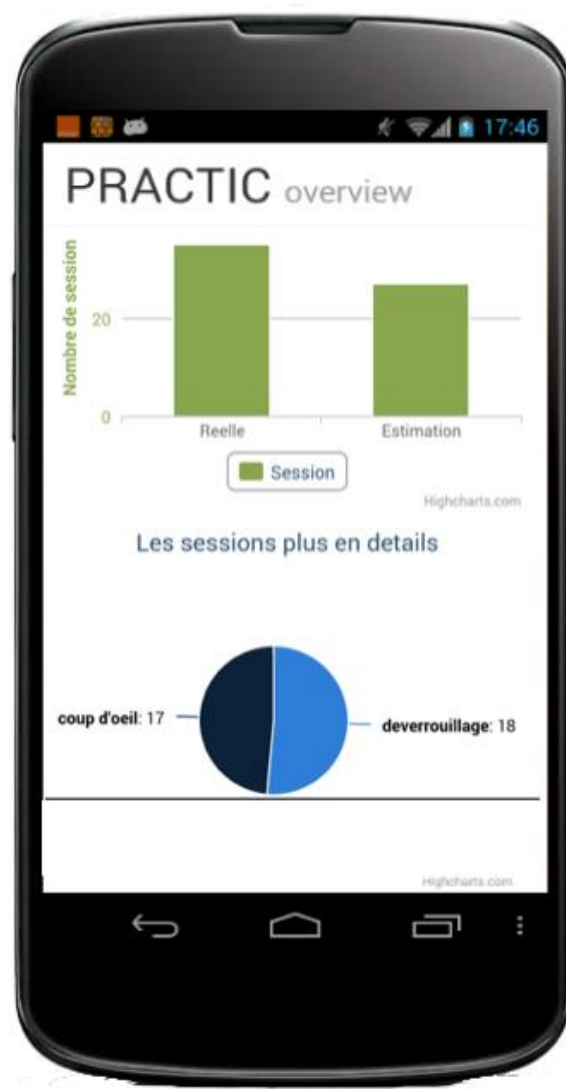 17:46
PRACTIC overview
Nombre de session
20
0
Reelle Estimation
Session
Highcharts.com
Les sessions plus en details
coup d'oeil: 17
deverrouillage: 18
Highcharts.com